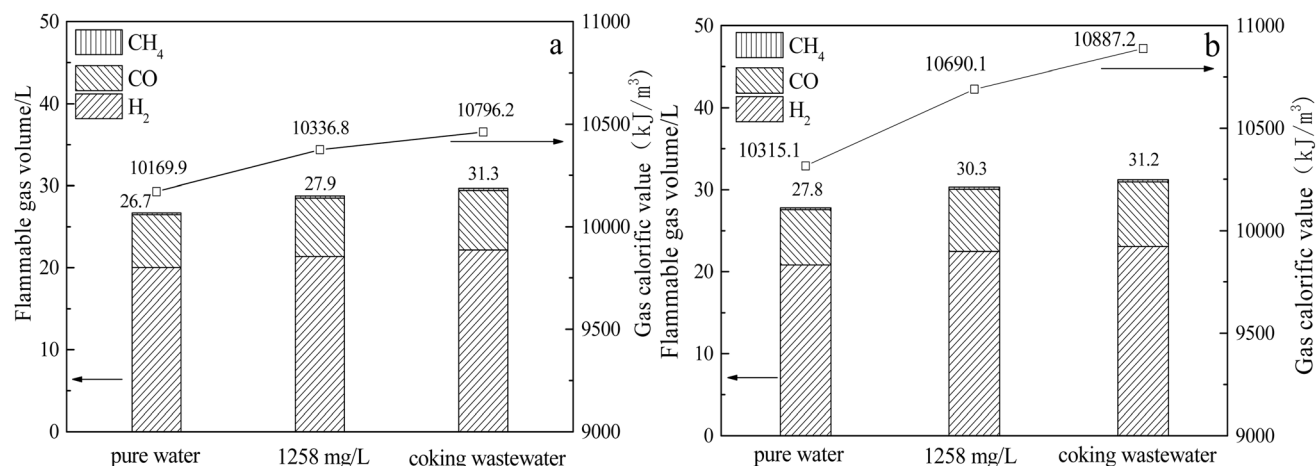 50
40
30
20
10
0
Flammable gas volume/L
CH4
CO
H2
a
10169.9
10336.8
10796.2
26.7
27.9
31.3
11000
10500
10000
9500
9000
Gas calorific value（kJ/m³）
pure water
1258 mg/L
coking wastewater
50
40
30
20
10
0
Flammable gas volume/L
CH4
CO
H2
b
10315.1
10690.1
10887.2
27.8
30.3
31.2
11000
10500
10000
9500
9000
Gas calorific value（kJ/m³）
pure water
1258 mg/L
coking wastewater